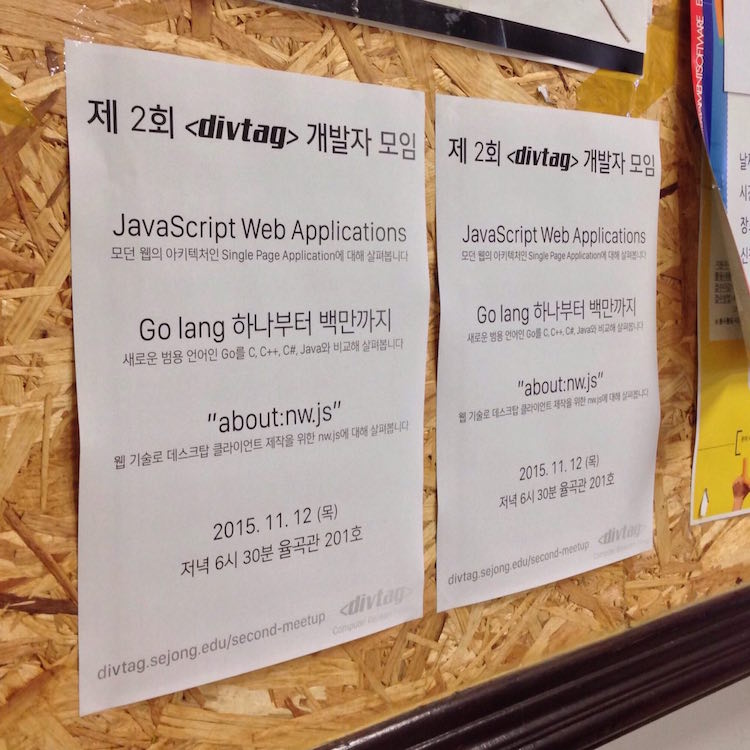 제 2회 <divtag> 개발자 모임
JavaScript Web Applications
모던 웹의 아키텍처인 Single Page Application에 대해 살펴봅니다
Go lang 하나부터 백만까지
새로운 범용 언어인 Go를 C, C++, C#, Java와 비교해 살펴봅니다
"about:nw.js"
웹 기술로 데스크탑 클라이언트 제작을 위한 nw.js에 대해 살펴봅니다
2015. 11. 12 (목)
저녁 6시 30분 율곡관 201호
<divtag>
Computer
divtag.sejong.edu/second-meetup
제 2회 <divtag> 개발자 모임
JavaScript Web Applications
모던 웹의 아키텍처인 Single Page Application에 대해 살펴봅니다
Go lang 하나부터 백만까지
새로운 범용 언어인 Go를 C, C++, C#, Java와 비교해 살펴봅니다
"about:nw.js"
웹 기술로 데스크탑 클라이언트 제작을 위한 nw.js에 대해 살펴봅니다
2015. 11. 12 (목)
저녁 6시 30분 율곡관 201호
<divtag>
Computer
divtag.sejong.edu/second-meetup